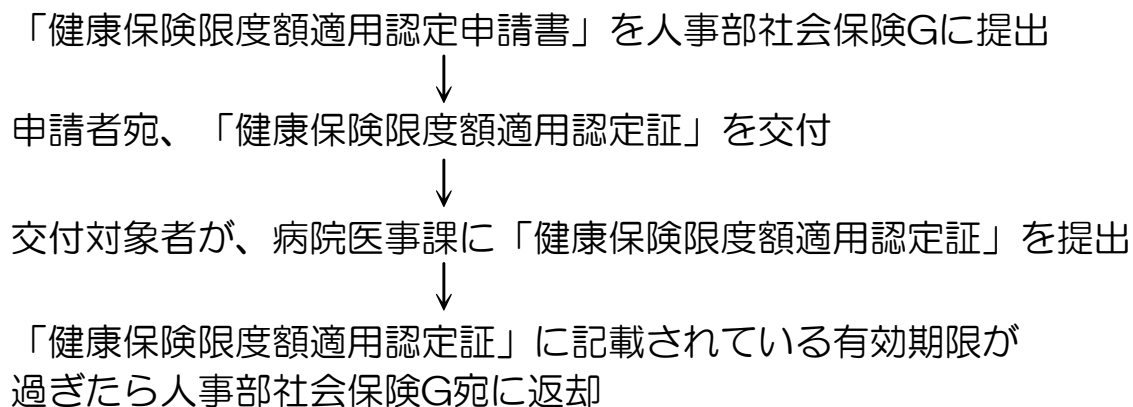 「健康保険限度額適用認定申請書」を人事部社会保険Gに提出
↓
申請者宛、「健康保険限度額適用認定証」を交付
↓
交付対象者が、病院医事課に「健康保険限度額適用認定証」を提出
↓
「健康保険限度額適用認定証」に記載されている有効期限が
過ぎたら人事部社会保険G宛に返却